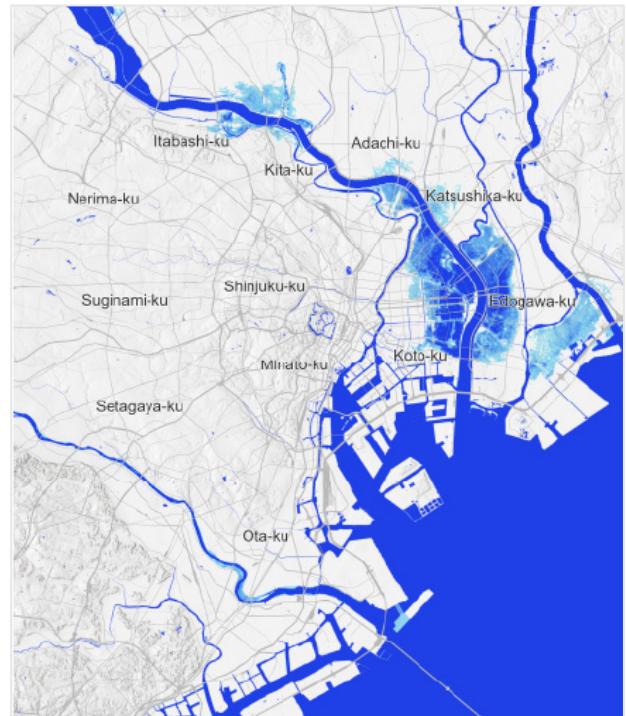 Itabashi-ku
Adachi-ku
Kita-ku
Nerima-ku
Katsushika-ku
Shinjuku-ku
Suginami-ku
Edogawa-ku
Koto-ku
Minato-ku
Setagaya-ku
Ota-ku